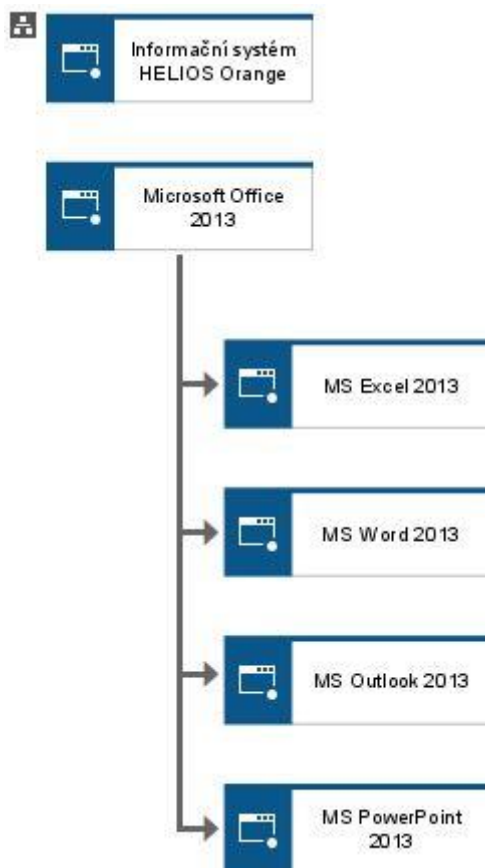 Informační systém
HELIOS Orange
Microsoft Office
2013
MS Excel 2013
MS Word 2013
MS Outlook 2013
MS PowerPoint
2013